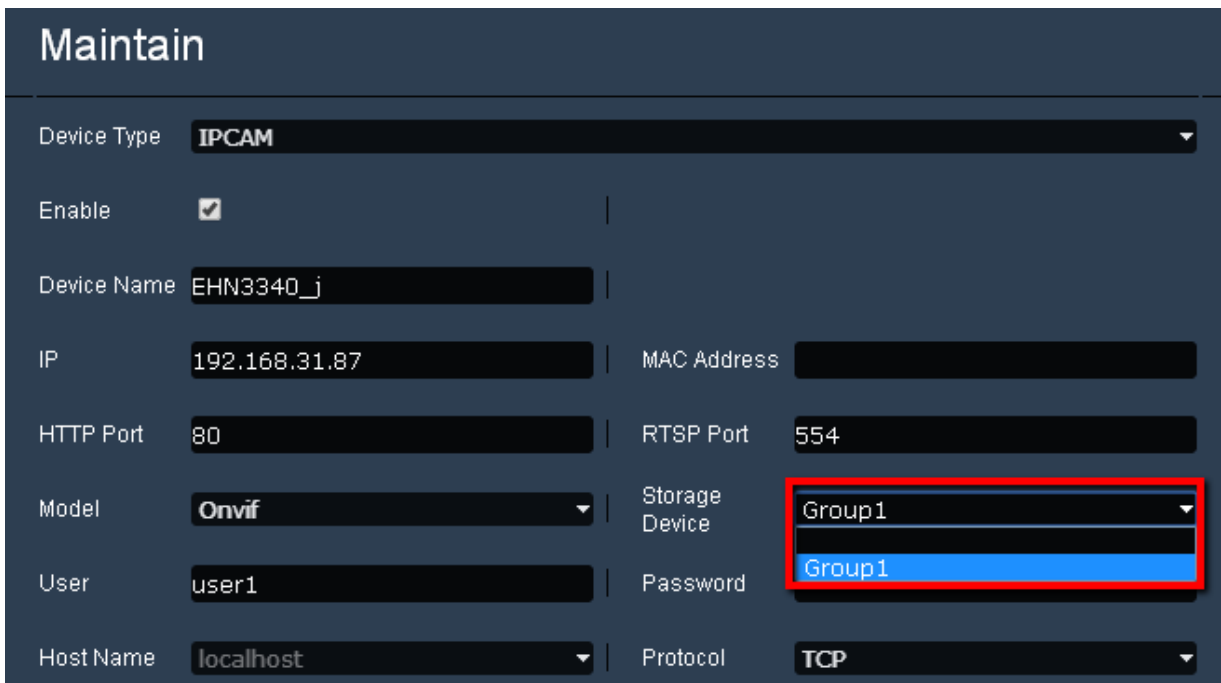 Maintain
Device Type IPCAM
Enable
Device Name EHN3340_j
IP 192.168.31.87 MAC Address
HTTP Port 80 RTSP Port 554
Model Onvif Storage Device Group1
User user1 Password Group1
Host Name localhost Protocol TCP